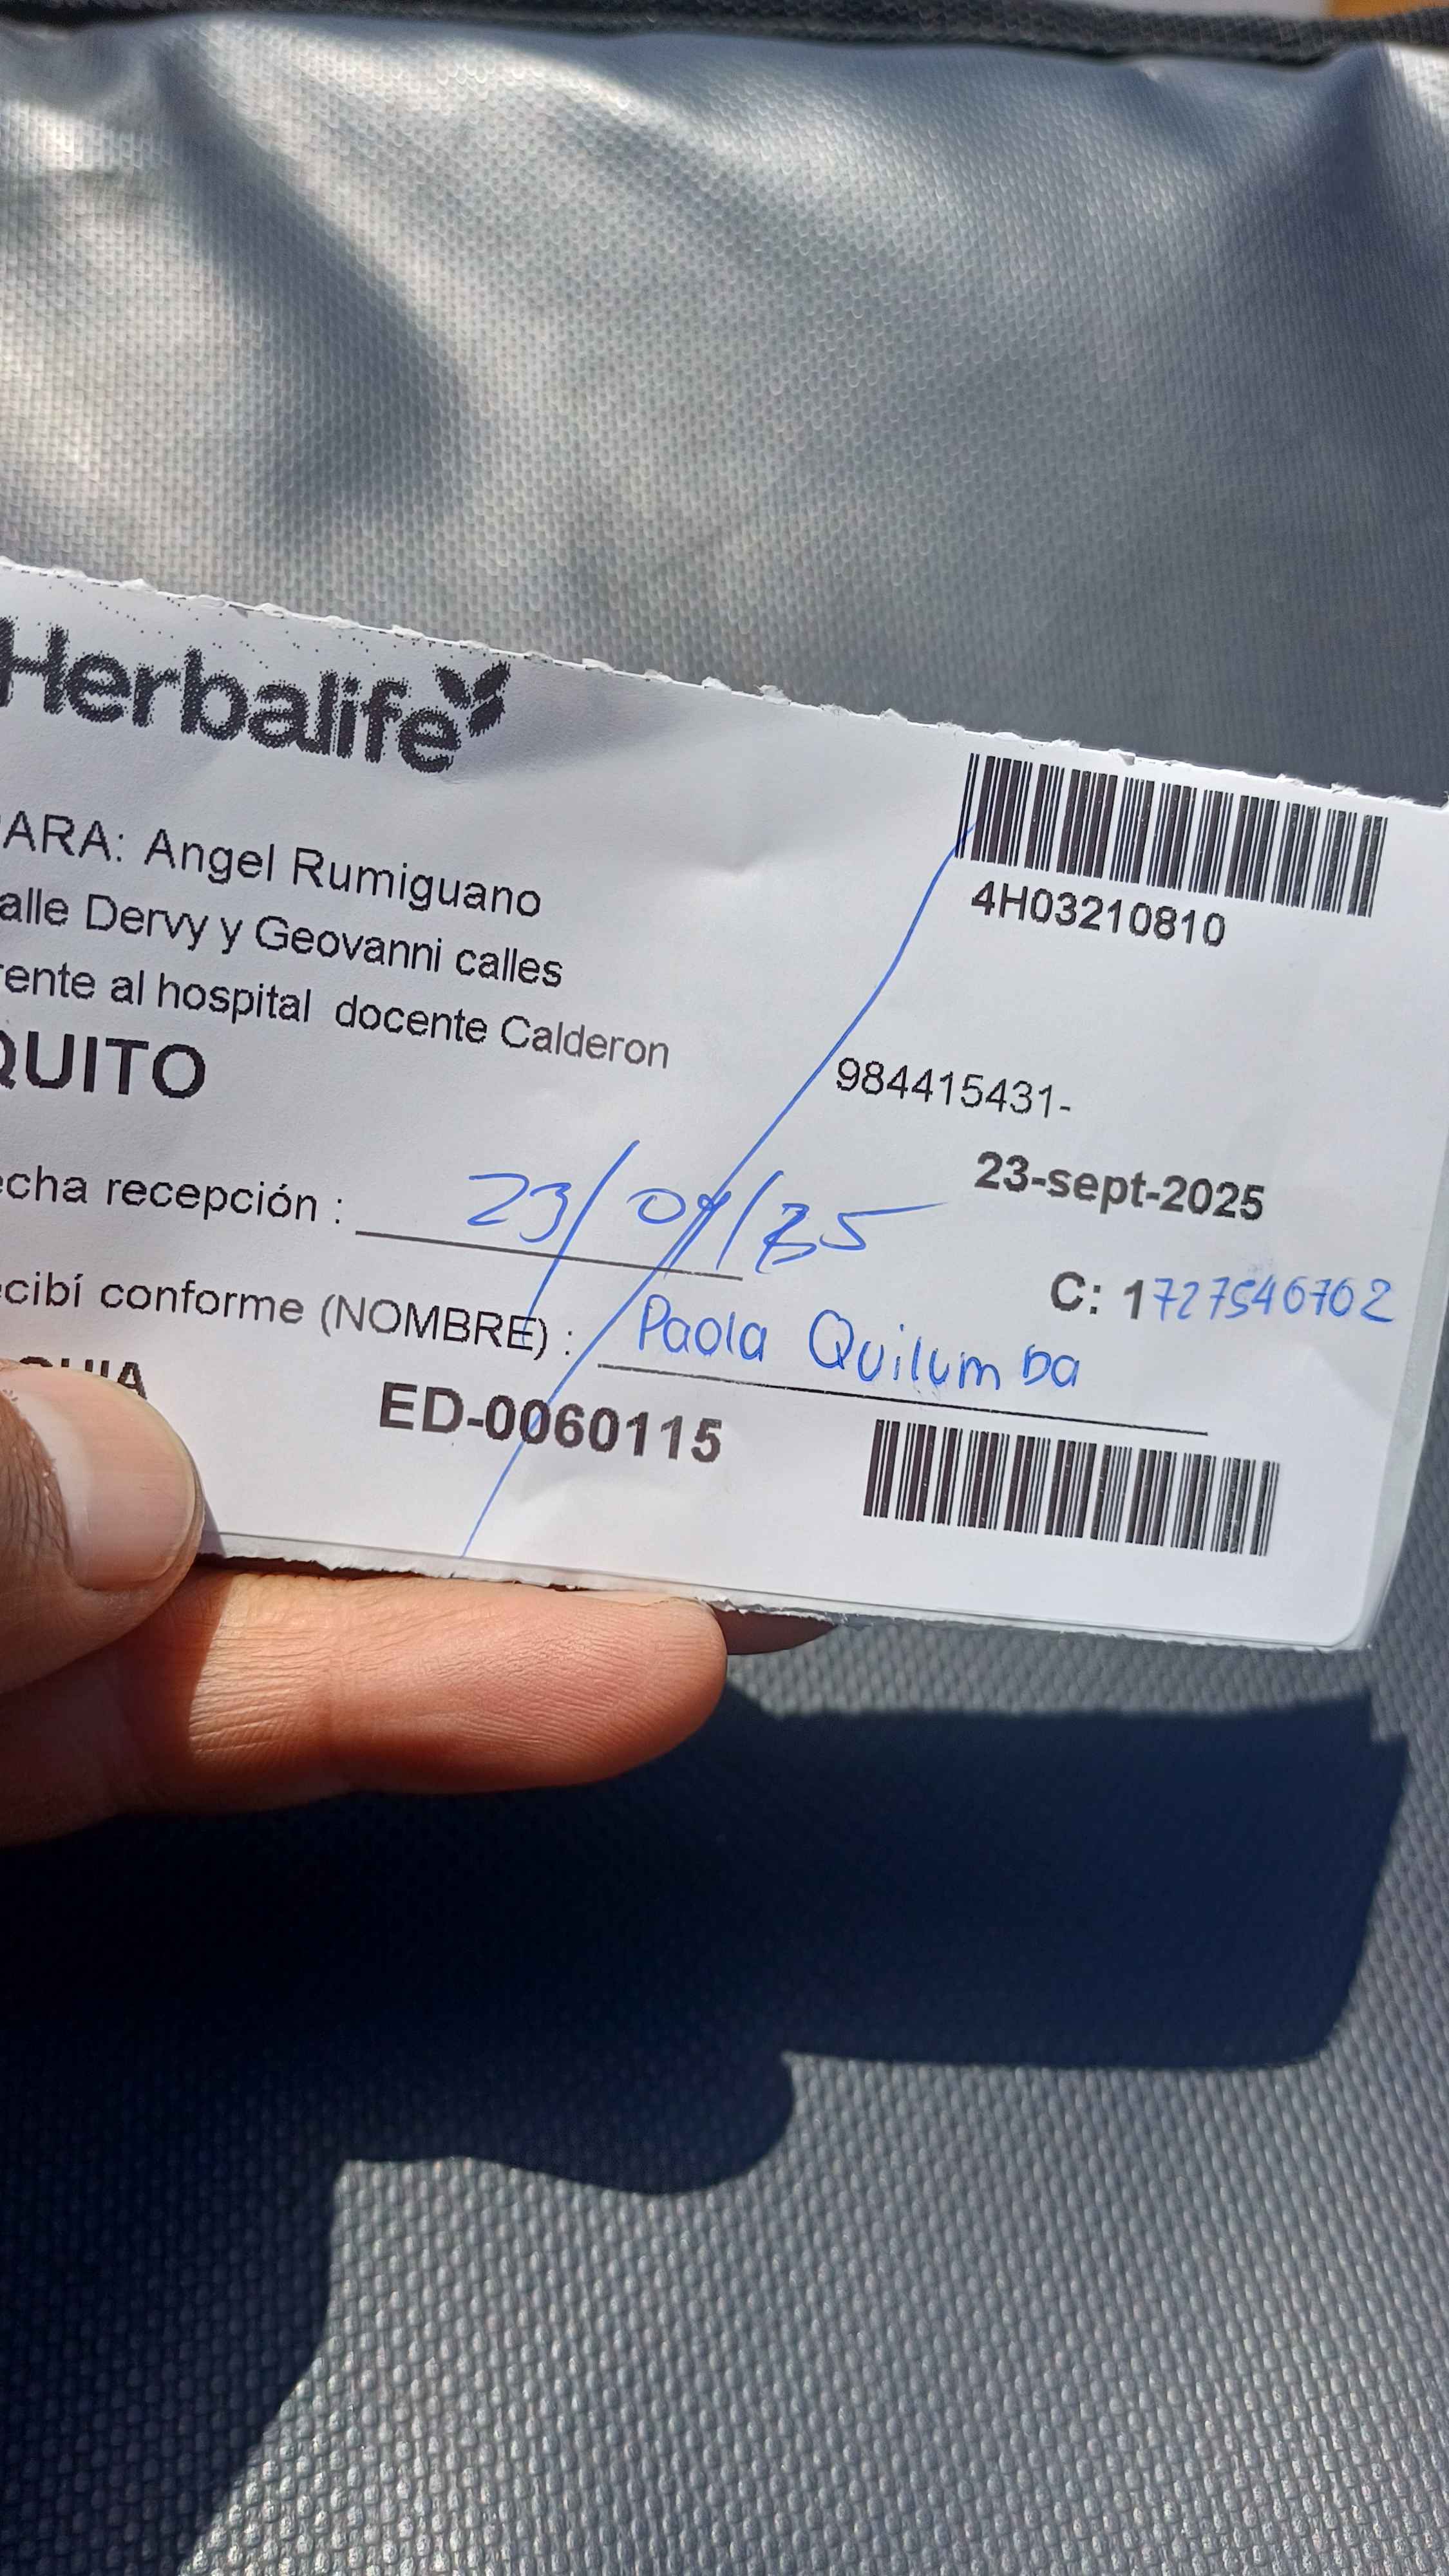 Herbalife
4H03210810
ARA: Angel Rumiguano
alle Dervy y Geovanni calles
rente al hospital docente Calderon
QUITO
984415431-
23-sept-2025
echa recepción : 23/09/25
C: 1727546702
ecibí conforme (NOMBRE) : Paola Quilumba
ED-0060115